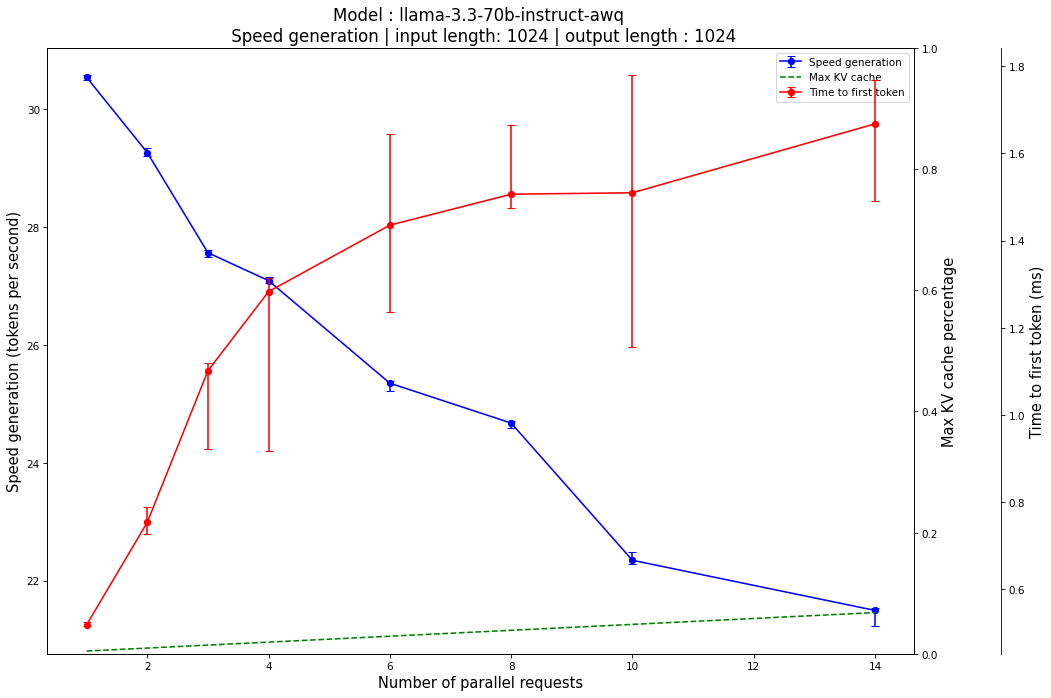 Model : llama-3.3-70b-instruct-awq
Speed generation | input length: 1024 | output length : 1024
Speed generation
Max KV cache
Time to first token
Speed generation (tokens per second)
30
28
26
24
22
2
4
6
8
10
12
14
Number of parallel requests
1.0
0.8
0.6
0.4
0.2
0.0
Max KV cache percentage
1.8
1.6
1.4
1.2
1.0
0.8
0.6
Time to first token (ms)